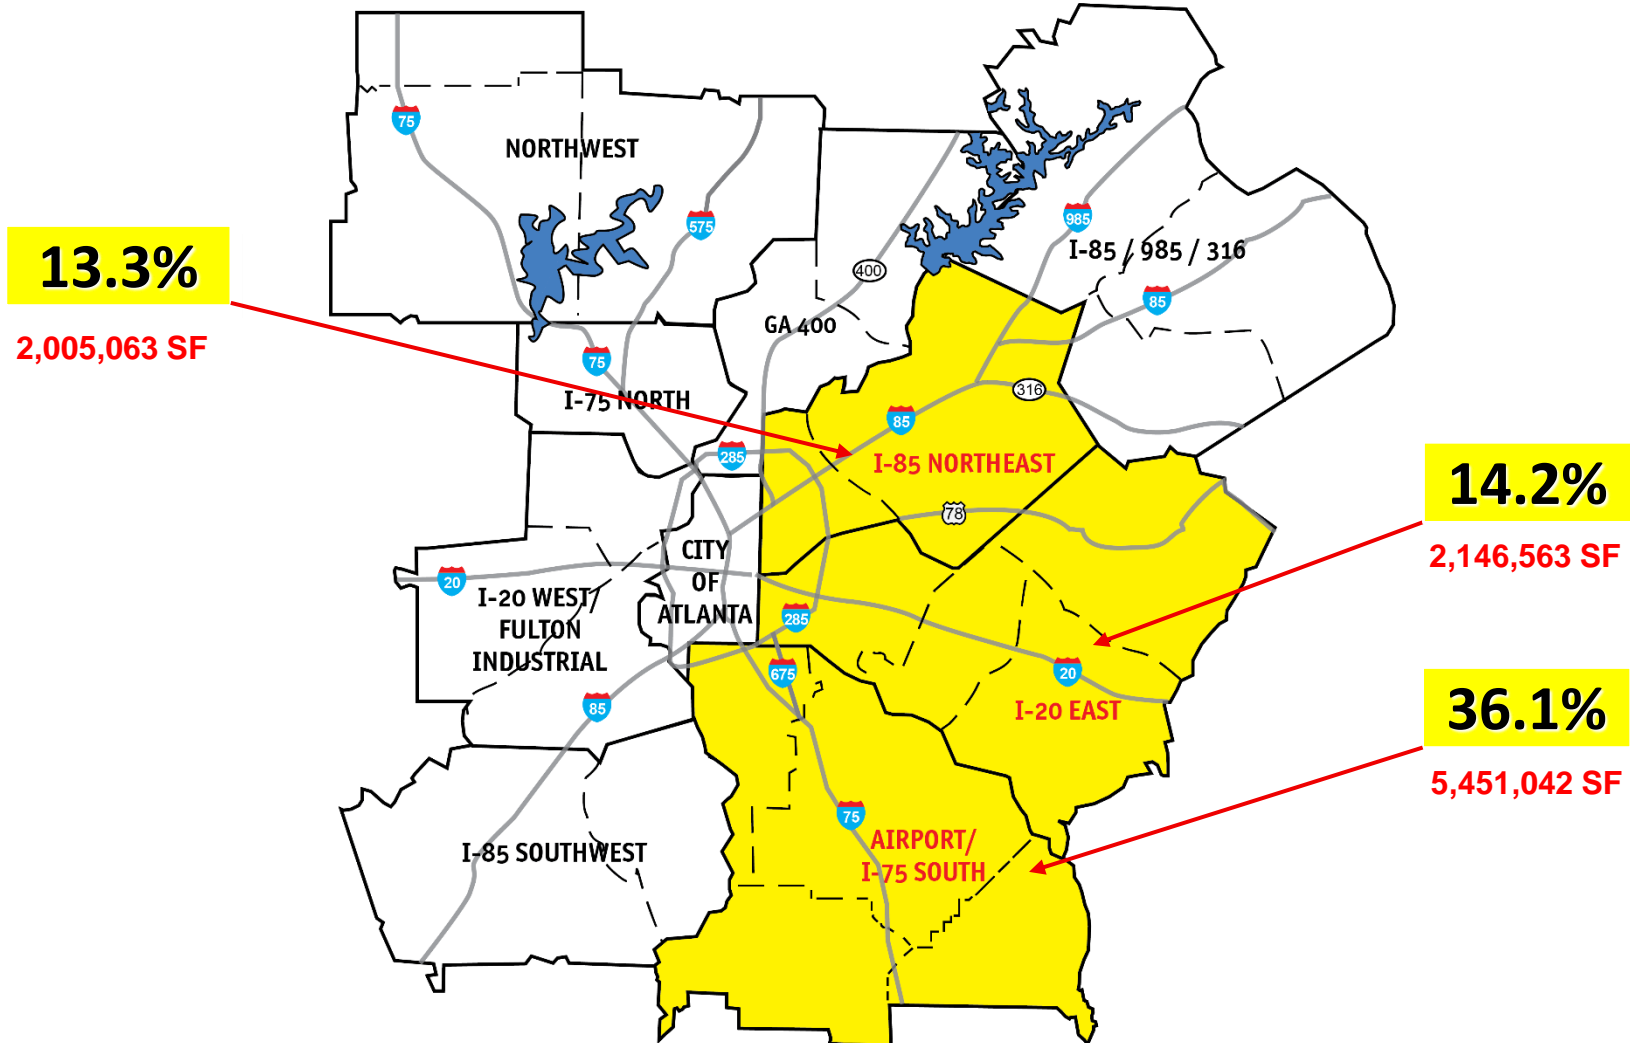 75
NORTHWEST
575
985
I-85 / 985 / 316
13.3%
400
85
GA 400
2,005,063 SF
75
316
I-75 NORTH
85
285
I-85 NORTHEAST
14.2%
78
2,146,563 SF
CITY
OF
ATLANTA
20
I-20 WEST/
FULTON
INDUSTRIAL
285
675
20
36.1%
85
I-20 EAST
5,451,042 SF
75
AIRPORT/
I-75 SOUTH
I-85 SOUTHWEST